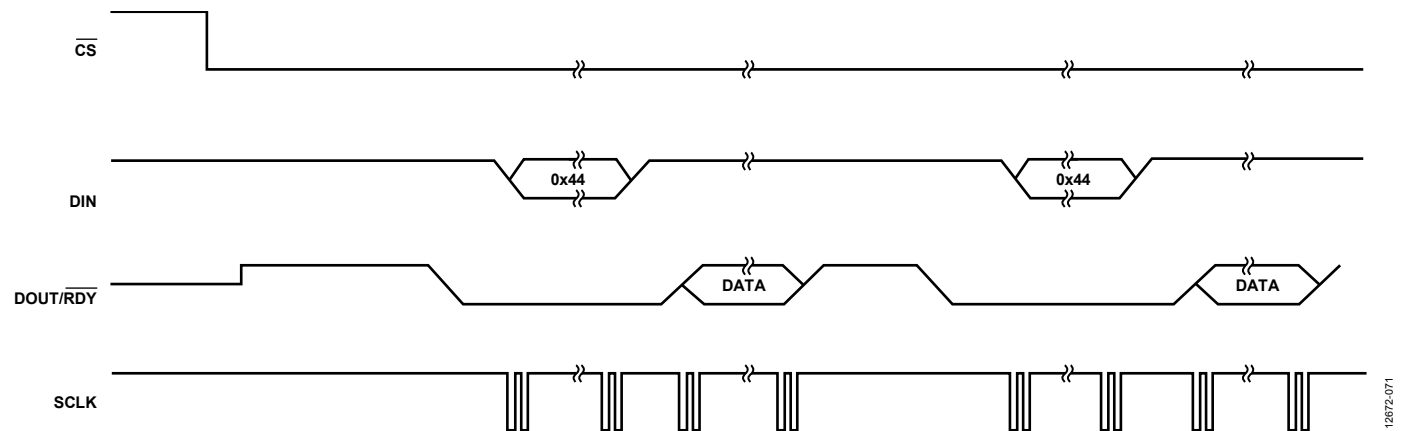 CS
DIN
0x44
0x44
DOUT/RDY
DATA
DATA
SCLK
12672-071